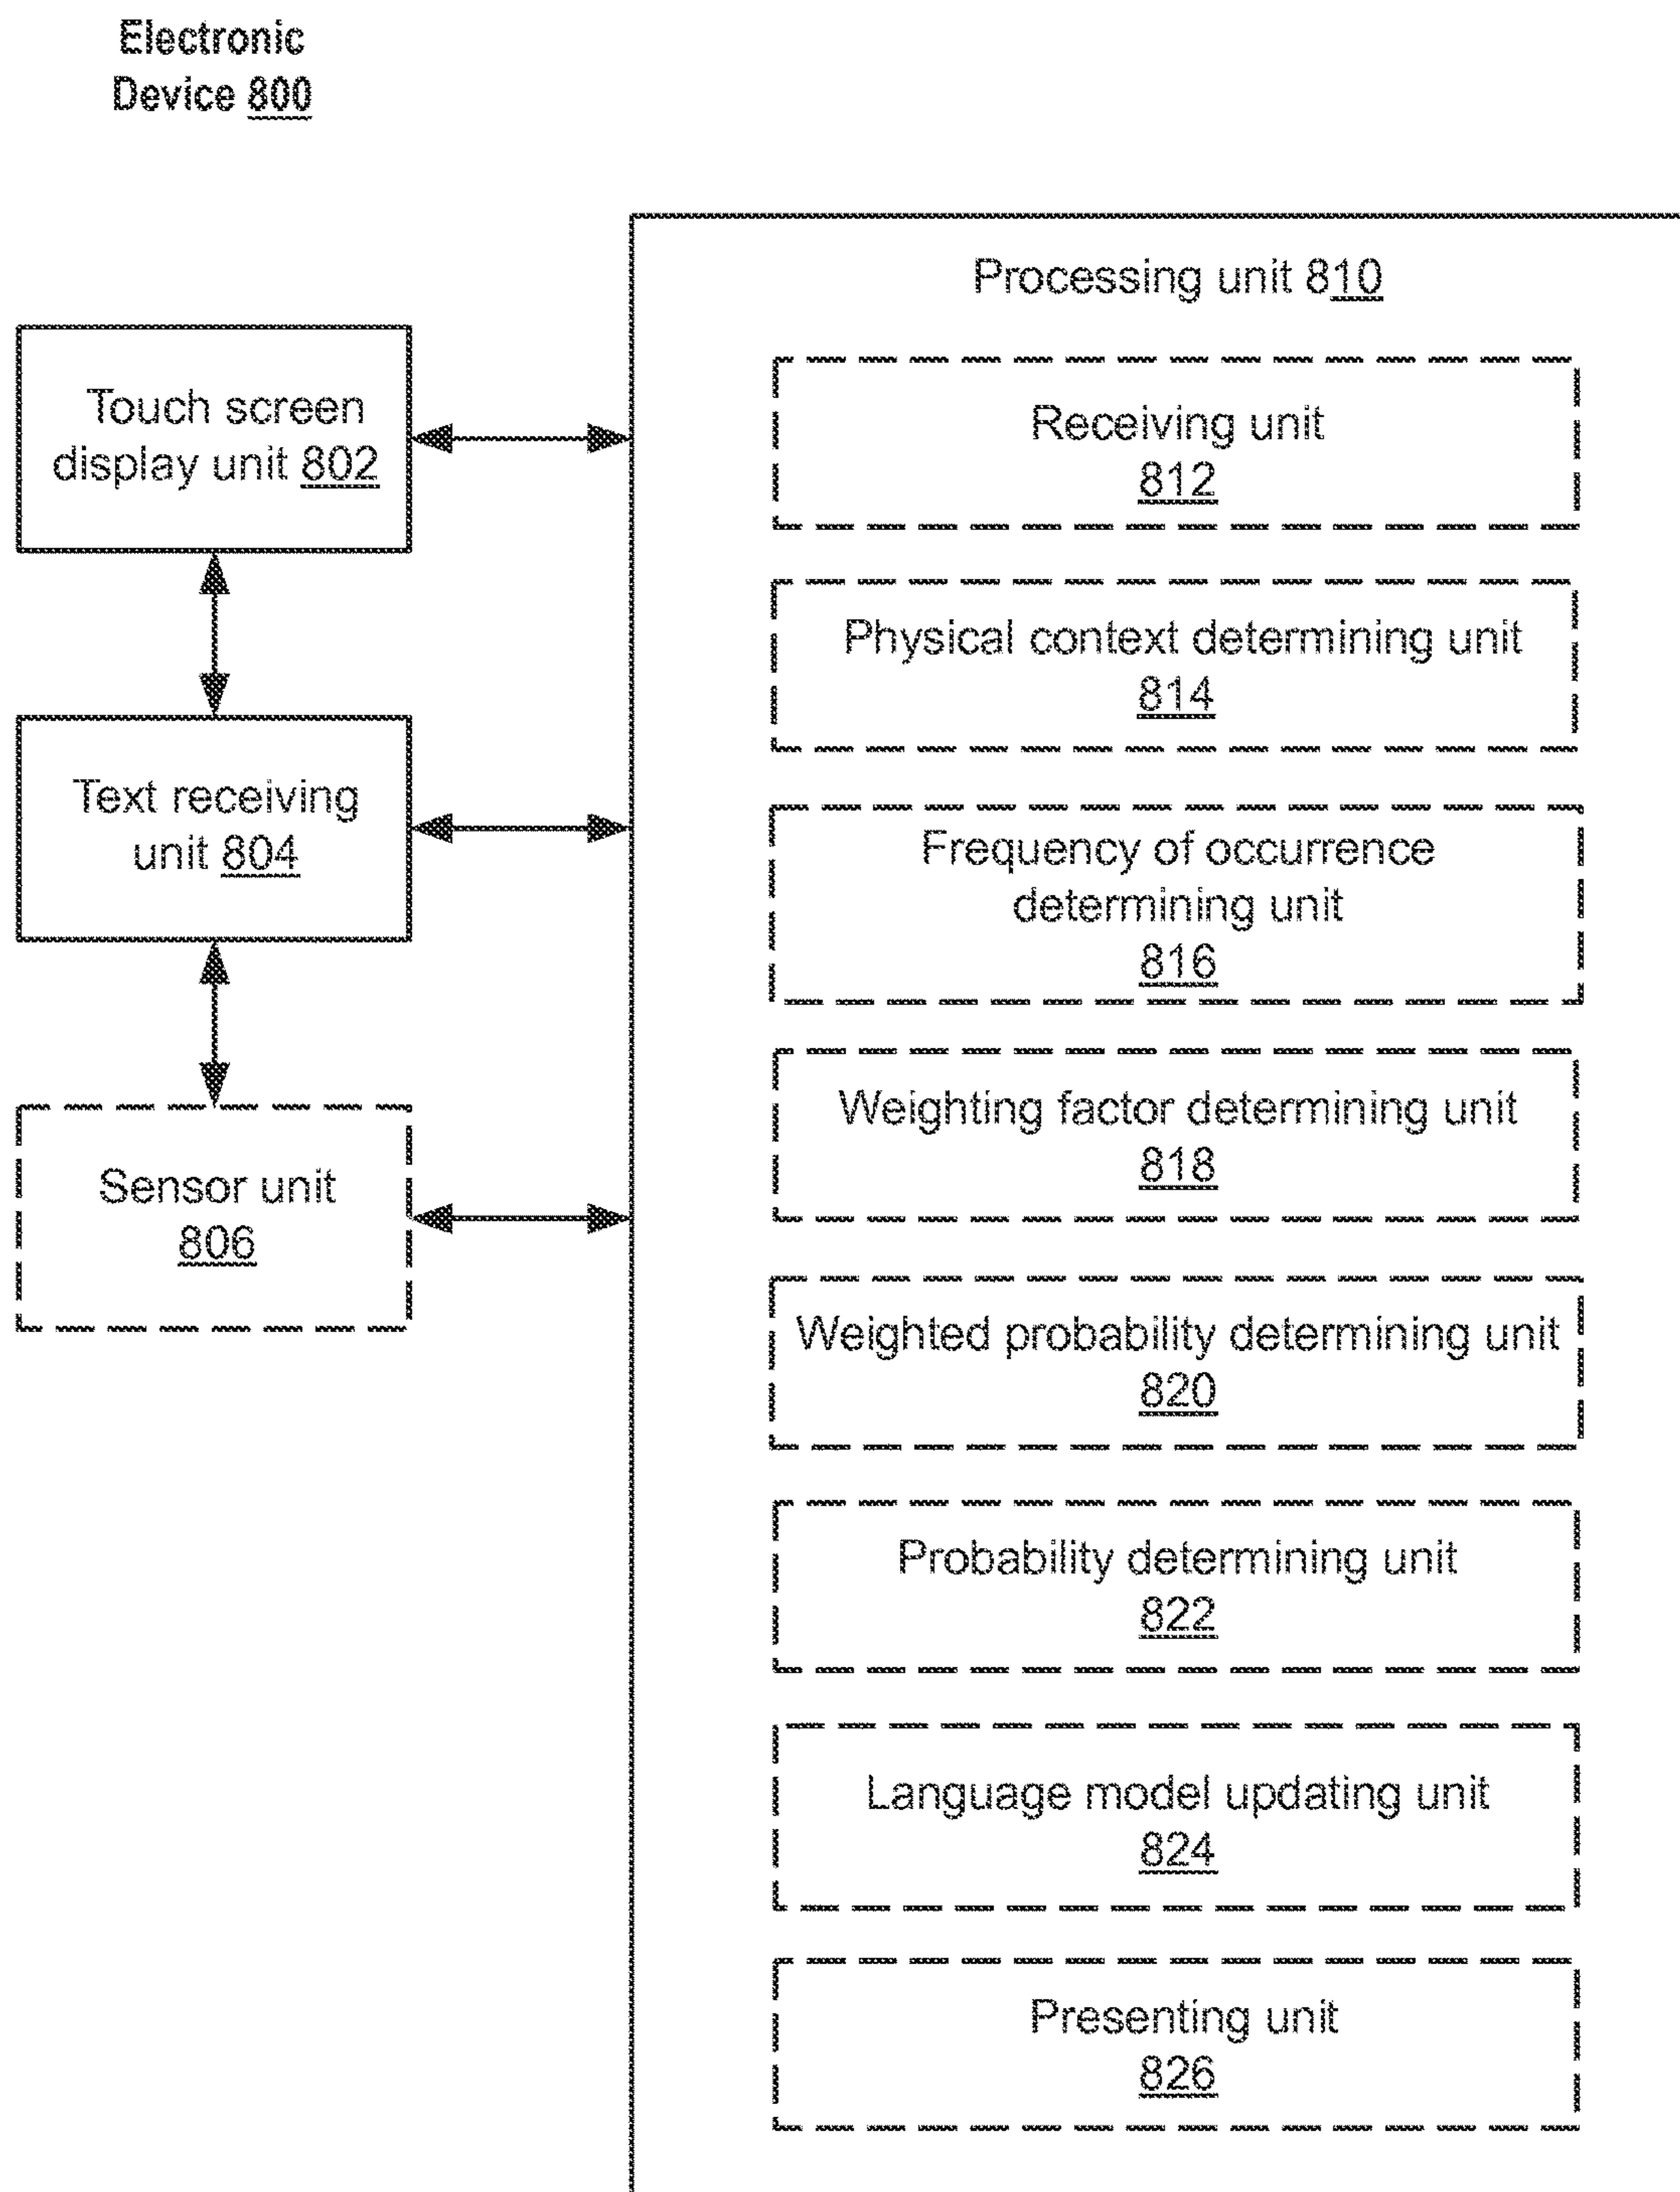 Electronic
Device 800
Processing unit 810
Touch screen
display unit 802
Text receiving
unit 804
Sensor unit
806
Receiving unit
812
Physical context determining unit
814
Frequency of occurrence
determining unit
816
Weighting factor determining unit
818
Weighted probability determining unit
820
Probability determining unit
822
Language model updating unit
824
Presenting unit
826